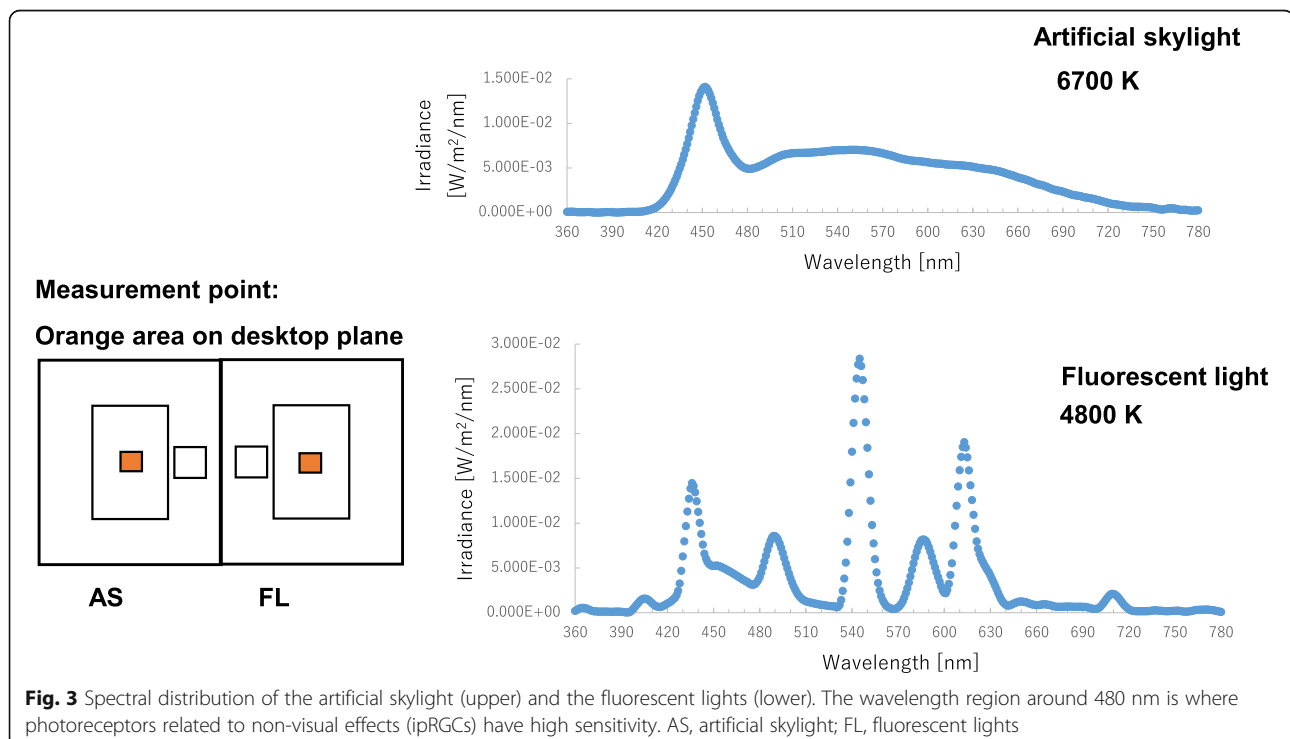 Artificial skylight
6700 K
Irradiance
[W/m²/nm]
1.500E-02
1.000E-02
5.000E-03
0.000E+00
360 390 420 450 480 510 540 570 600 630 660 690 720 750 780
Wavelength [nm]
Measurement point:
Orange area on desktop plane
AS FL
Fluorescent light
4800 K
Irradiance [W/m²/nm]
3.000E-02
2.500E-02
2.000E-02
1.500E-02
1.000E-02
5.000E-03
0.000E+00
360 390 420 450 480 510 540 570 600 630 660 690 720 750 780
Wavelength [nm]
Fig. 3 Spectral distribution of the artificial skylight (upper) and the fluorescent lights (lower). The wavelength region around 480 nm is where
photoreceptors related to non-visual effects (ipRGCs) have high sensitivity. AS, artificial skylight; FL, fluorescent lights